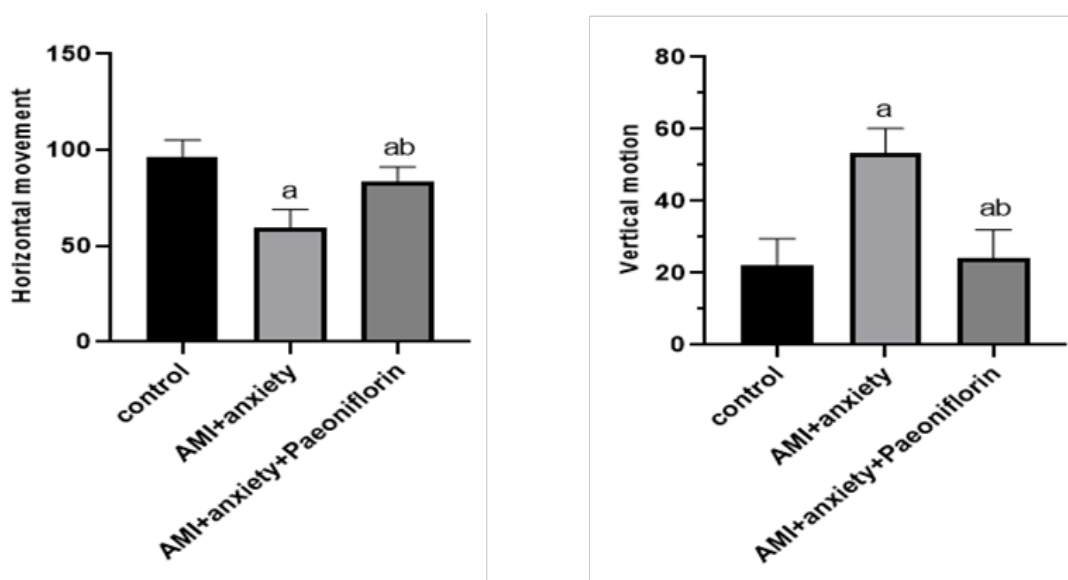 Horizontal movement
150
100
50
0
a
ab
control
AMI+anxiety
AMI+anxiety+Paeoniflorin
Vertical motion
80
60
40
20
0
a
ab
control
AMI+anxiety
AMI+anxiety+Paeoniflorin